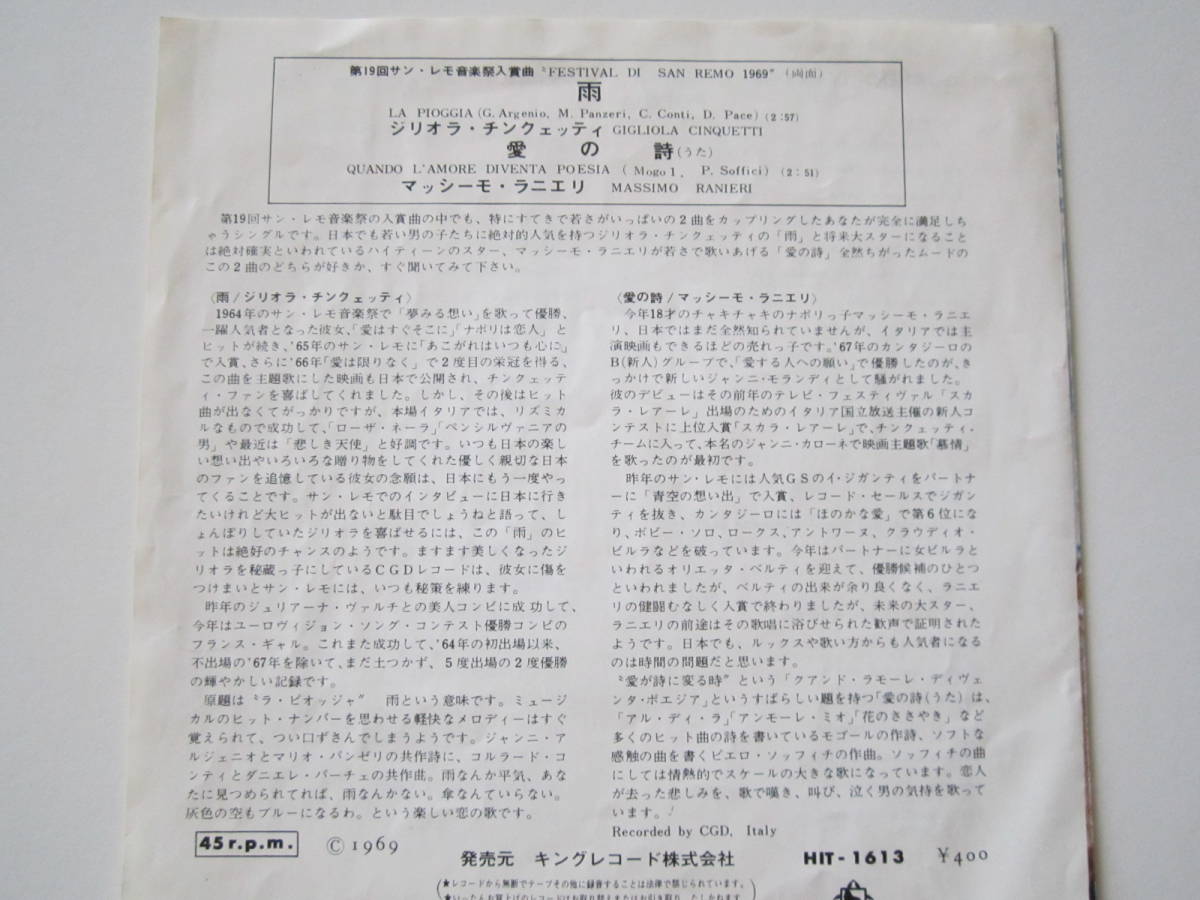 第19回サン・レモ音楽祭入賞曲 “FESTIVAL DI SAN REMO 1969” (両面)
雨
LA PIOGGIA (G. Argenio, M. Panzeri, C. Conti, D. Pace) (2:57)
ジリオラ・チンクェッティ GIGLIOLA CINQUETTI
愛の詩(うた)
QUANDO L'AMORE DIVENTA POESIA ( Mogo1, P. Soffici) (2:51)
マッシーモ・ラニエリ MASSIMO RANIERI
第19回サン・レモ音楽祭の入賞曲の中でも、特にすてきで若さがいっぱいの2曲をカップリングしたあなたが完全に満足しち
ゃうシングルです。日本でも若い男の子たちに絶対的人気を持つジリオラ・チンクェッティの「雨」と将来大スターになること
は絶対確実といわれているハイティーンのスター、マッシーモ・ラニエリが若さで歌いあげる「愛の詩」全然ちがったムードの
この2曲のどちらが好きか、すぐ聞いてみて下さい。
〈雨/ジリオラ・チンクェッティ〉
1964年のサン・レモ音楽祭で「夢みる想い」を歌って優勝、
一躍人気者となった彼女、「愛はすぐそこに」「ナポリは恋人」と
ヒットが続き、'65年のサン・レモに「あこがれはいつも心に」
で入賞、さらに'66年「愛は限りなく」で2度目の栄冠を得る、
この曲を主題歌にした映画も日本で公開され、チンクェッテ
ィ・ファンを喜ばしてくれました。しかし、その後はヒット
曲が出なくてがっかりですが、本場イタリアでは、リズミカ
ルなもので成功して、「ローザ・ネーラ」「ペンシルヴァニアの
男」や最近は「悲しき天使」と好調です。いつも日本の楽し
い想い出やいろいろな贈り物をしてくれた優しく親切な日本
のファンを追憶している彼女の念願は、日本にもう一度やっ
てくることです。サン・レモでのインタビューに日本に行き
たいけれど大ヒットが出ないと駄目でしょうねと語って、し
ょんぼりしていたジリオラを喜ばせるには、この「雨」のヒ
ットは絶好のチャンスのようです。ますます美しくなったジ
リオラを秘蔵っ子にしているCGDレコードは、彼女に傷を
つけまいとサン・レモには、いつも秘策を練ります。
昨年のジュリアーナ・ヴァルチとの美人コンビに成功して、
今年はユーロヴィジョン・ソング・コンテスト優勝コンビの
フランス・ギャル。これまた成功して、'64年の初出場以来、
不出場の'67年を除いて、まだ土つかず、5度出場の2度優勝
の輝やかしい記録です。
原題は“ラ・ピオッジャ” 雨という意味です。ミュージ
カルのヒット・ナンバーを思わせる軽快なメロディーはすぐ
覚えられて、つい口ずさんでしまうようです。ジャンニ・ア
ルジェニオとマリオ・パンゼリの共作詩に、コルラード・コ
ンティとダニエレ・パーチェの共作曲。雨なんか平気、あな
たに見つめられてれば、雨なんかない。傘なんていらない。
灰色の空もブルーになるわ。という楽しい恋の歌です。
〈愛の詩/マッシーモ・ラニエリ〉
今年18才のチャキチャキのナポリっ子マッシーモ・ラニエ
リ、日本ではまだ全然知られていませんが、イタリアでは主
演映画もできるほどの売れっ子です。'67年のカンタジーロの
B(新人)グループで、「愛する人への願い」で優勝したのが、き
っかけで新しいジャンニ・モランディとして騒がれました。
彼のデビューはその前年のテレビ・フェスティヴァル「スカ
ラ・レアーレ」出場のためのイタリア国立放送主催の新人コ
ンテストに上位入賞「スカラ・レアーレ」で、チンクェッティ・
チームに入って、本名のジャンニ・カローネで映画主題歌「慕情」
を歌ったのが最初です。
昨年のサン・レモには人気GSのイ・ジガンティをパートナ
ーに「青空の想い出」で入賞、レコード・セールスでジガン
ティを抜き、カンタジーロには「ほのかな愛」で第6位にな
り、ボビー・ソロ、ロークス、アントワーヌ、クラウディオ・
ビルラなどを破っています。今年はパートナーに女ビルラと
いわれるオリエッタ・ベルティを迎えて、優勝候補のひとつ
といわれましたが、ベルティの出来が余り良くなく、ラニエ
リの健闘むなしく入賞で終わりましたが、未来の大スター、
ラニエリの前途はその歌唱に浴びせられた歓声で証明された
ようです。日本でも、ルックスや歌い方からも人気者になる
のは時間の問題だと思います。
“愛が詩に変る時”という「クアンド・ラモーレ・ディヴェ
ンタ・ポエジア」というすばらしい題を持つ「愛の詩(うた)は、
「アル・ディ・ラ」「アンモーレ・ミオ」「花のささやき」など
多くのヒット曲の詩を書いているモゴールの作詩、ソフトな
感触の曲を書くピエロ・ソッフィチの作曲。ソッフィチの曲
にしては情熱的でスケールの大きな歌になっています。恋人
が去った悲しみを、歌で嘆き、叫び、泣く男の気持を歌って
います。!
Recorded by CGD, Italy
45 r.p.m.
© 1969
発売元 キングレコード株式会社
HIT-1613
¥400
★レコードから無断でテープその他に録音することは法律で禁じられています。